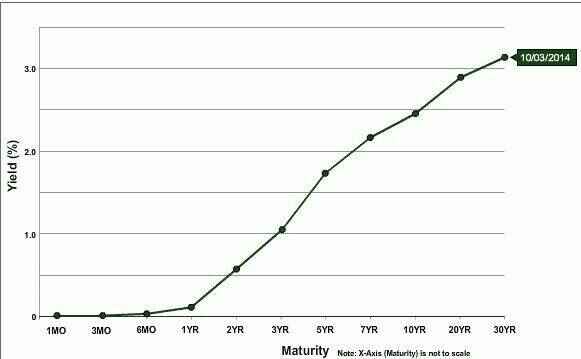 3.0
10/03/2014
2.0
Yield (%)
1.0
0
1MO 3MO 6MO 1YR 2YR 3YR 5YR 7YR 10YR 20YR 30YR
Maturity Note: X-Axis (Maturity) is not to scale